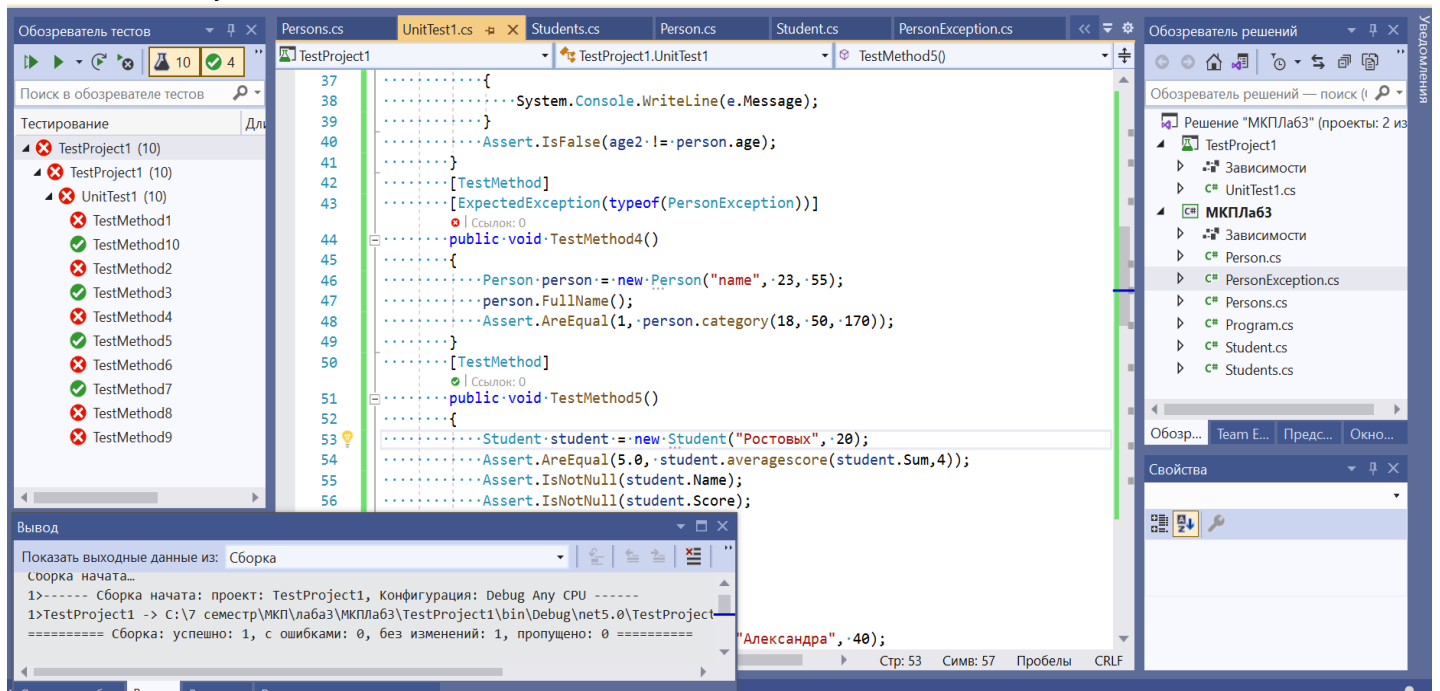 Обозреватель тестов
10 4
Поиск в обозревателе тестов
Тестирование
TestProject1 (10)
TestProject1 (10)
UnitTest1 (10)
TestMethod1
TestMethod10
TestMethod2
TestMethod3
TestMethod4
TestMethod5
TestMethod6
TestMethod7
TestMethod8
TestMethod9
Persons.cs UnitTest1.cs Students.cs Person.cs Student.cs PersonException.cs
TestProject1 TestProject1.UnitTest1 TestMethod5()
37 {
38 System.Console.WriteLine(e.Message);
39 }
40 Assert.IsFalse(age2 != person.age);
41 }
42 [TestMethod]
43 [ExpectedException(typeof(PersonException))]
Ссылок: 0
44 public void TestMethod4()
45 {
46 Person person = new Person("name", 23, 55);
47 person.FullName();
48 Assert.AreEqual(1, person.category(18, 50, 170));
49 }
50 [TestMethod]
Ссылок: 0
51 public void TestMethod5()
52 {
53 Student student = new Student("Ростовых", 20);
54 Assert.AreEqual(5.0, student.averagescore(student.Sum,4));
55 Assert.IsNotNull(student.Name);
56 Assert.IsNotNull(student.Score);
"Александра", 40);
Стр: 53 Симв: 57 Пробелы CRLF
Вывод
Показать выходные данные из: Сборка
Сборка начата…
1>------ Сборка начата: проект: TestProject1, Конфигурация: Debug Any CPU ------
1>TestProject1 -> C:\7 семестр\МКП\лаба3\МКПЛаб3\TestProject1\bin\Debug\net5.0\TestProject
========== Сборка: успешно: 1, с ошибками: 0, без изменений: 1, пропущено: 0 ==========
Обозреватель решений
Обозреватель решений — поиск (
Решение "МКПЛаб3" (проекты: 2 из
TestProject1
Зависимости
UnitTest1.cs
МКПЛаб3
Зависимости
Person.cs
PersonException.cs
Persons.cs
Program.cs
Student.cs
Students.cs
Обозр... Team E... Предс... Окно...
Свойства
Уведомления